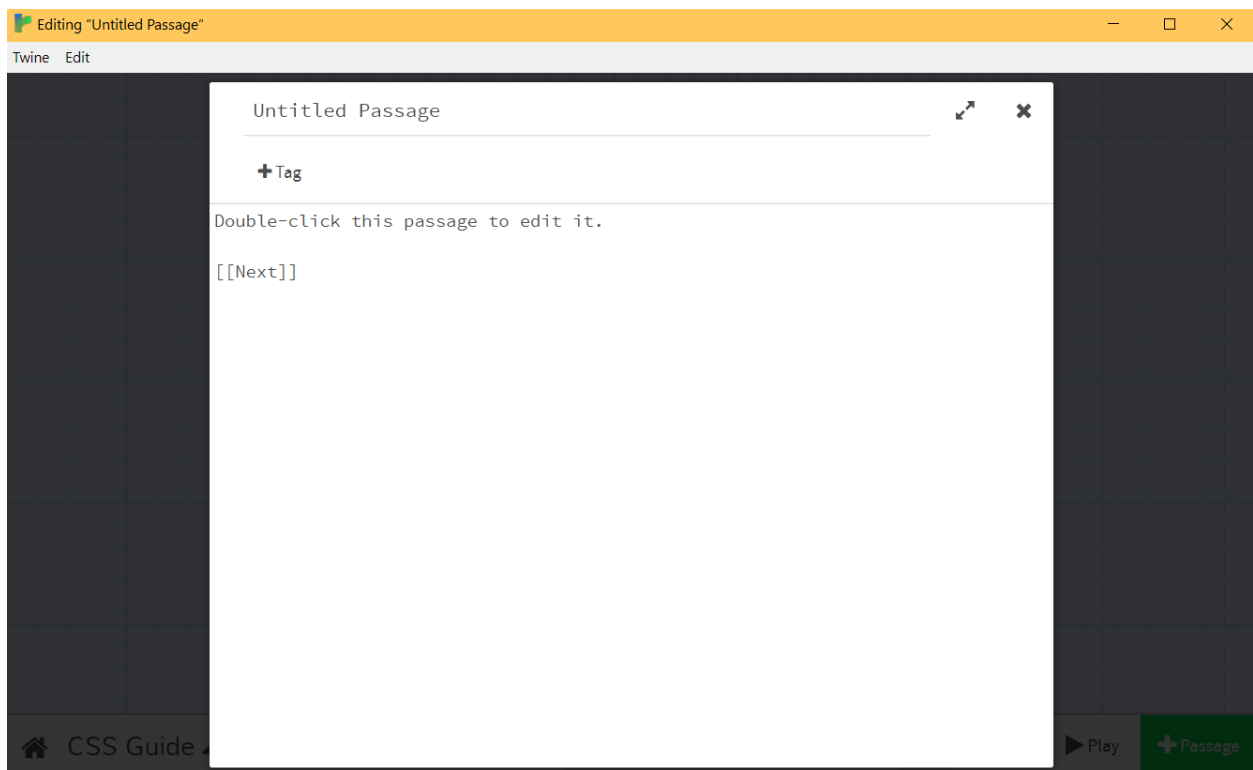 Editing “Untitled Passage”
Twine Edit
Untitled Passage
+Tag
Double-click this passage to edit it.
[[Next]]
CSS Guide
Play
+Passage